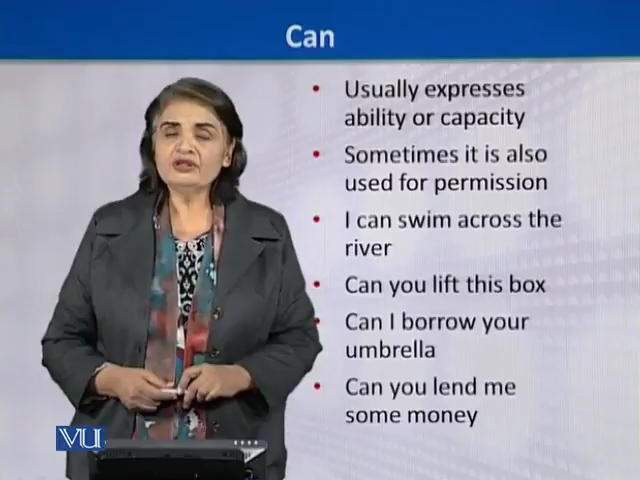 Can
Usually expresses
ability or capacity
Sometimes it is also
used for permission
I can swim across the
river
Can you lift this box
Can I borrow your
umbrella
Can you lend me
some money
VU